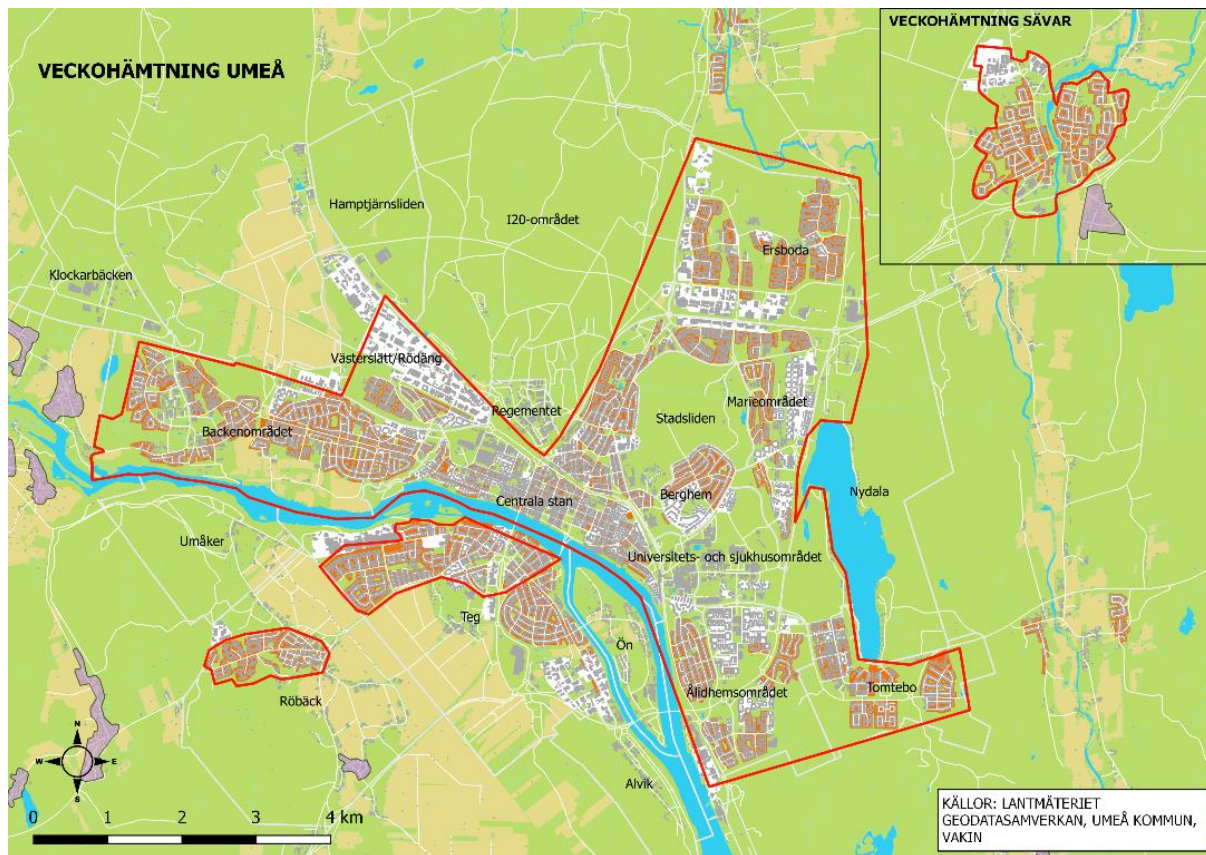 VECKOHÄMTNING UMEÅ
VECKOHÄMTNING SÄVAR
Hamptjärnsliden
I20-området
Ersboda
Klockarbäcken
Västerslätt/Rödäng
Regementet
Stadsliden
Marieområdet
Backenområdet
Centrala stan
Berghem
Nydala
Umåker
Universitets- och sjukhusområdet
Teg
Ön
Röbäck
Ålidhemsområdet
Tomtebo
Alvik
N
W
E
S
0 1 2 3 4 km
KÄLLOR: LANTMÄTERIET
GEODATASAMVERKAN, UMEÅ KOMMUN,
VAKIN